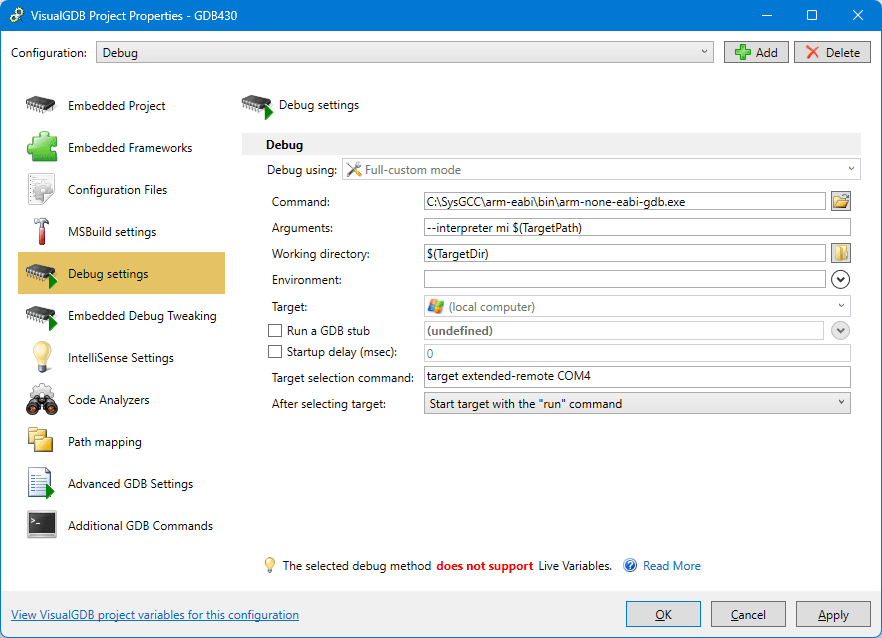 VisualGDB Project Properties - GDB430
Configuration: Debug Add Delete
Embedded Project
Embedded Frameworks
Configuration Files
MSBuild settings
Debug settings
Embedded Debug Tweaking
IntelliSense Settings
Code Analyzers
Path mapping
Advanced GDB Settings
Additional GDB Commands
Debug settings
Debug
Debug using: Full-custom mode
Command: C:\SysGCC\arm-eabi\bin\arm-none-eabi-gdb.exe
Arguments: --interpreter mi $(TargetPath)
Working directory: $(TargetDir)
Environment:
Target: (local computer)
Run a GDB stub (undefined)
Startup delay (msec): 0
Target selection command: target extended-remote COM4
After selecting target: Start target with the "run" command
The selected debug method does not support Live Variables. Read More
View VisualGDB project variables for this configuration OK Cancel Apply